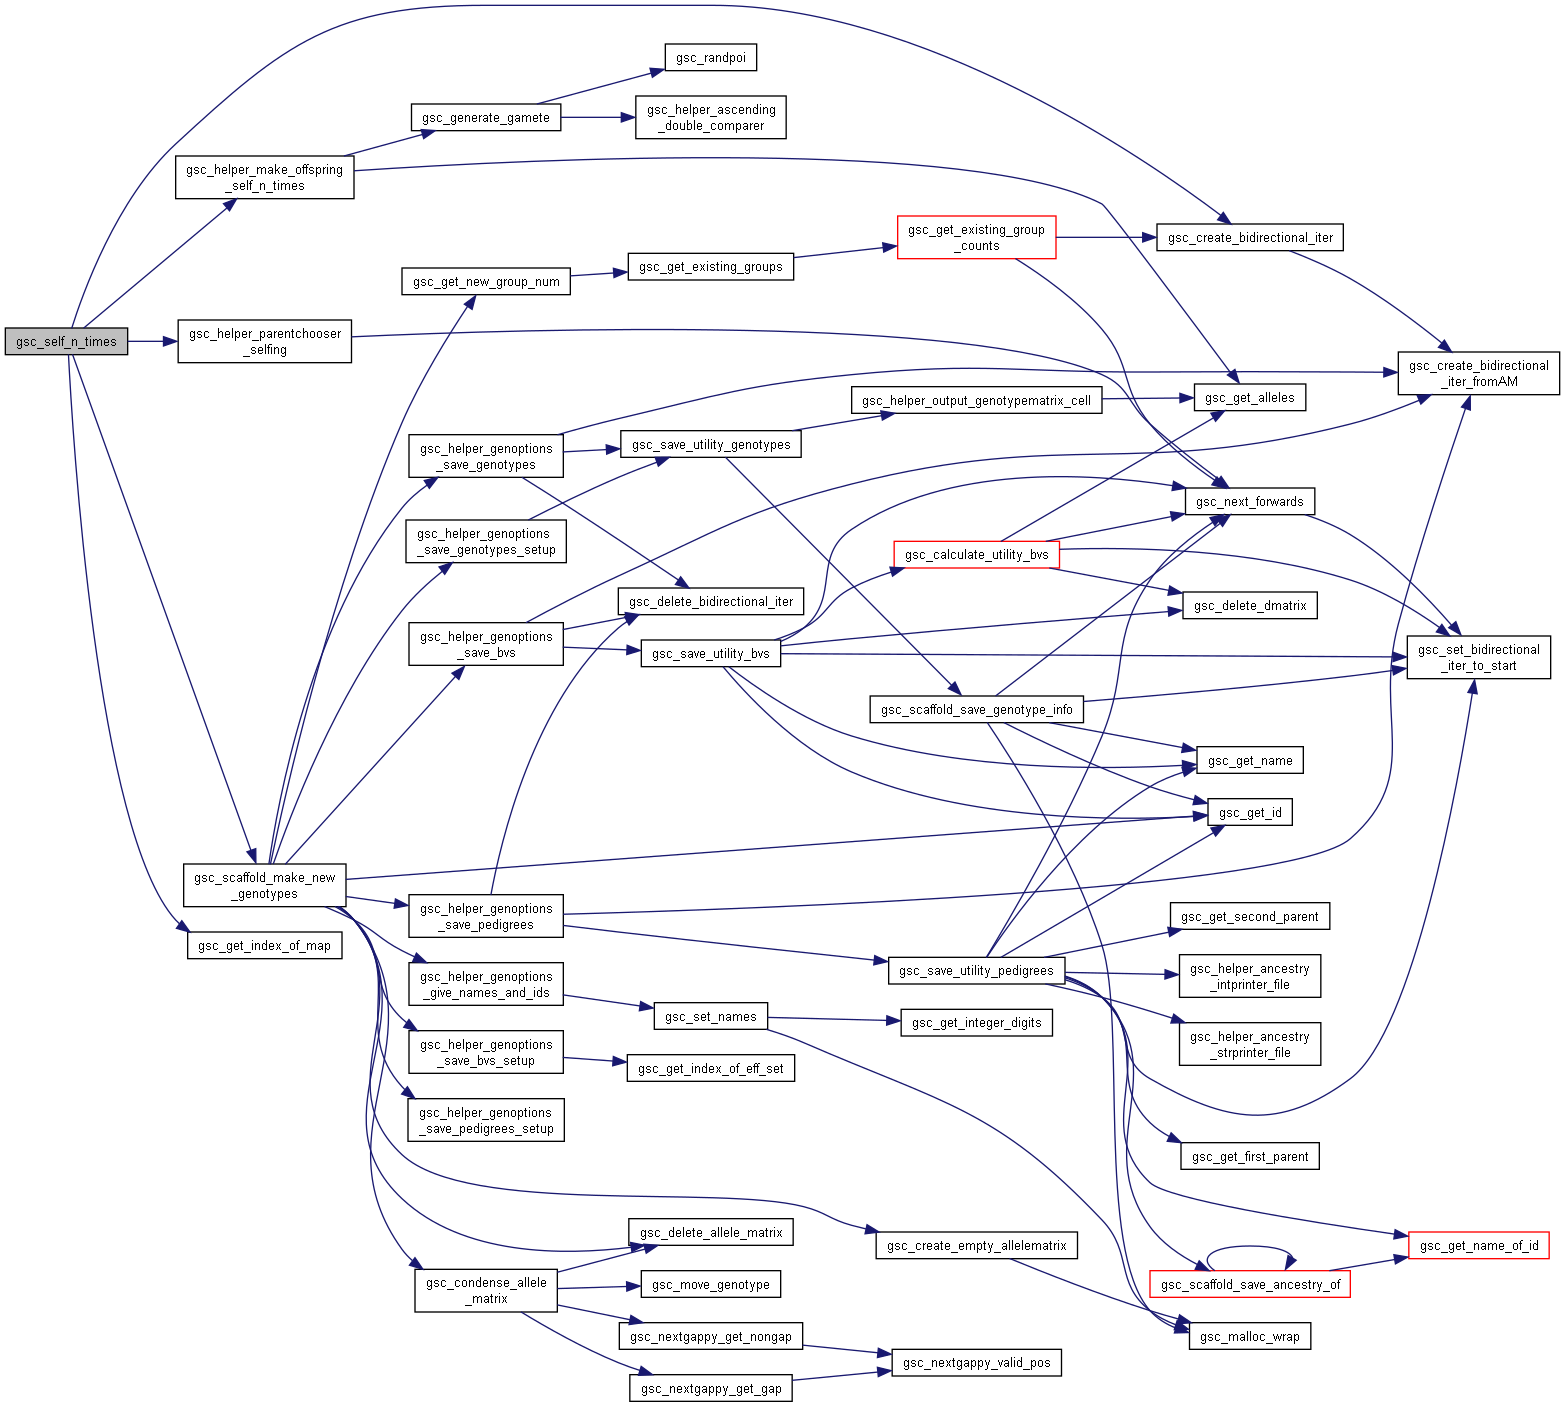 gsc_randpoi
gsc_generate_gamete
gsc_helper_ascending
_double_comparer
gsc_helper_make_offspring
_self_n_times
gsc_get_existing_group
_counts
gsc_create_bidirectional_iter
gsc_get_existing_groups
gsc_get_new_group_num
gsc_self_n_times
gsc_helper_parentchooser
_selfing
gsc_create_bidirectional
_iter_fromAM
gsc_helper_output_genotypematrix_cell
gsc_get_alleles
gsc_helper_genoptions
_save_genotypes
gsc_save_utility_genotypes
gsc_next_forwards
gsc_helper_genoptions
_save_genotypes_setup
gsc_calculate_utility_bvs
gsc_delete_bidirectional_iter
gsc_delete_dmatrix
gsc_helper_genoptions
_save_bvs
gsc_save_utility_bvs
gsc_set_bidirectional
_iter_to_start
gsc_scaffold_save_genotype_info
gsc_get_name
gsc_get_id
gsc_scaffold_make_new
_genotypes
gsc_helper_genoptions
_save_pedigrees
gsc_get_second_parent
gsc_get_index_of_map
gsc_save_utility_pedigrees
gsc_helper_ancestry
_intprinter_file
gsc_helper_genoptions
_give_names_and_ids
gsc_set_names
gsc_get_integer_digits
gsc_helper_ancestry
_strprinter_file
gsc_helper_genoptions
_save_bvs_setup
gsc_get_index_of_eff_set
gsc_helper_genoptions
_save_pedigrees_setup
gsc_get_first_parent
gsc_delete_allele_matrix
gsc_create_empty_allelematrix
gsc_get_name_of_id
gsc_condense_allele
_matrix
gsc_move_genotype
gsc_scaffold_save_ancestry_of
gsc_nextgappy_get_nongap
gsc_malloc_wrap
gsc_nextgappy_valid_pos
gsc_nextgappy_get_gap